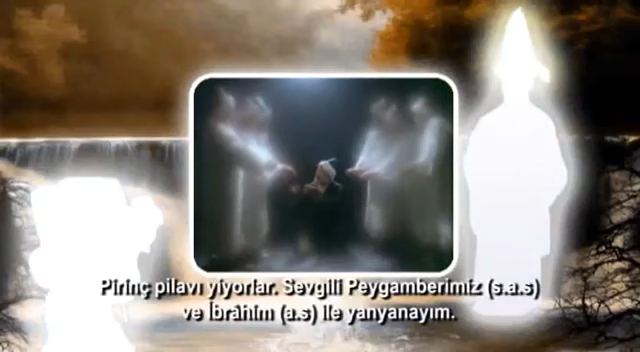 Pirinç pilavı yiyorlar. Sevgili Peygamberimiz (s.a.s)
ve İbrâhim (a.s) ile yanyanayım.